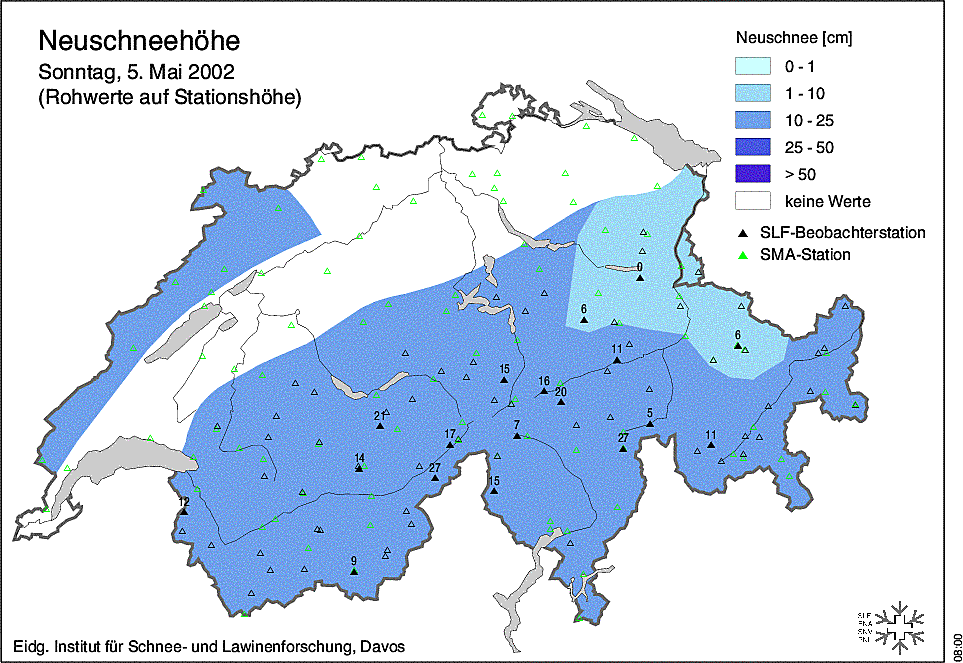 Neuschneehöhe
Sonntag, 5. Mai 2002
(Rohwerte auf Stationshöhe)
Neuschnee [cm]
0 - 1
1 - 10
10 - 25
25 - 50
> 50
keine Werte
SLF-Beobachterstation
SMA-Station
0
6
6
11
15
16
20
21
5
7
17
27
11
14
27
15
12
9
SLF
FNA
SNV
FNL
Eidg. Institut für Schnee- und Lawinenforschung, Davos
08:00